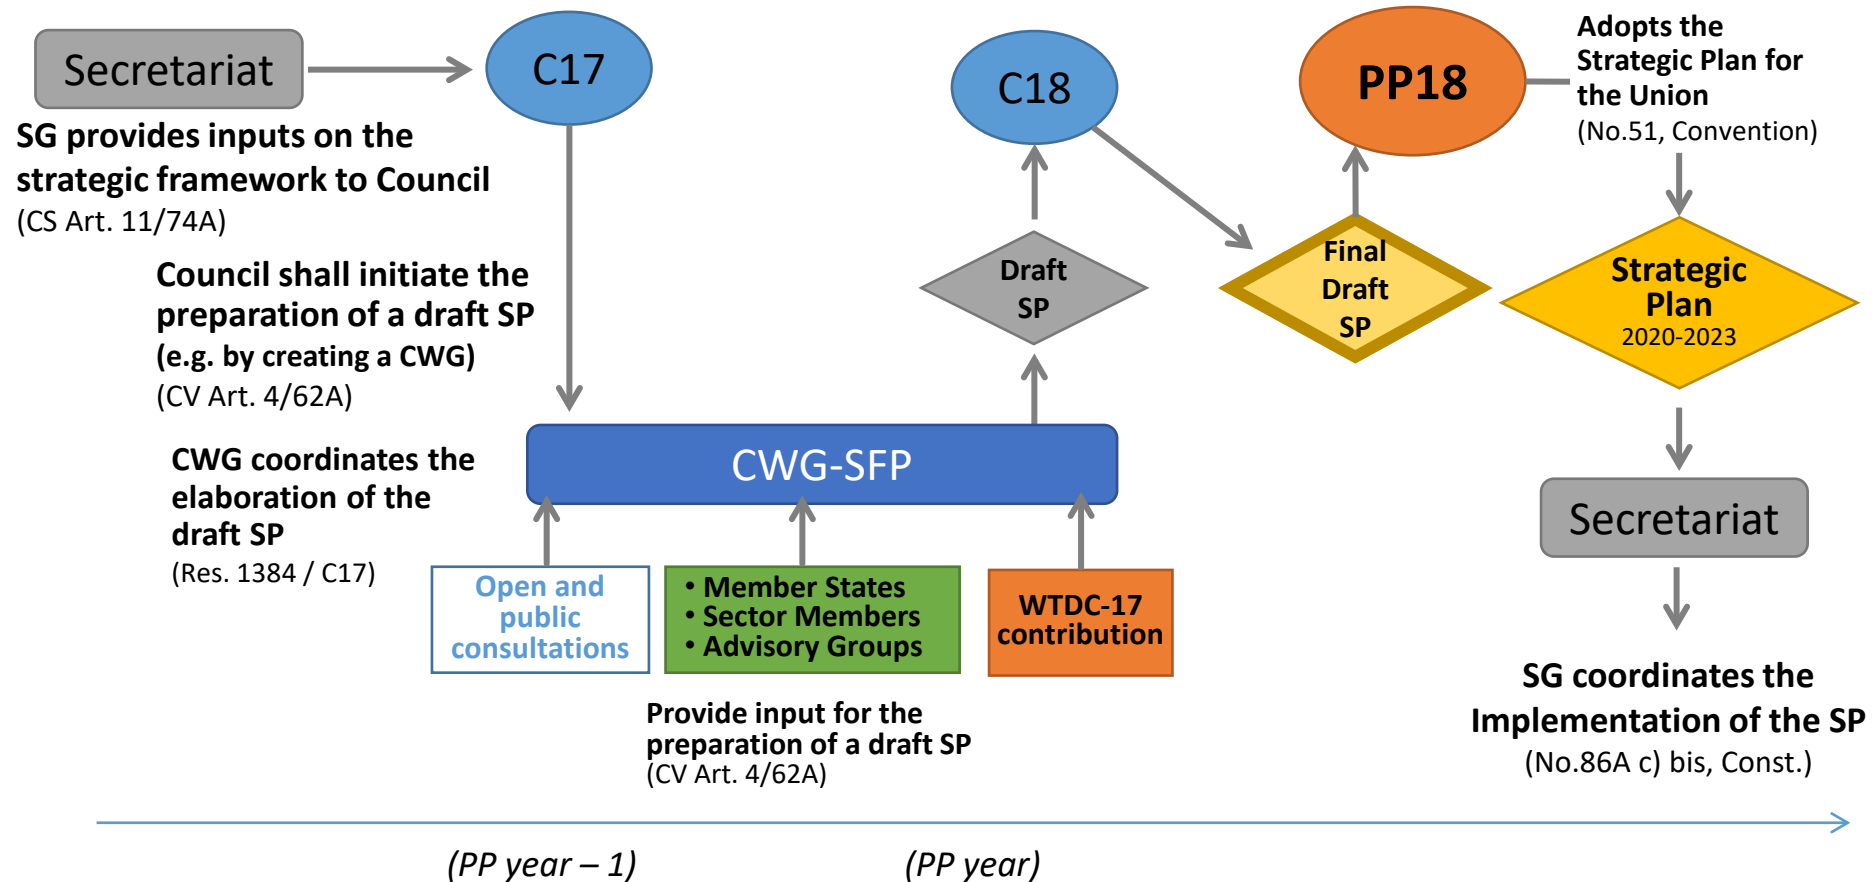 Secretariat
C17
SG provides inputs on the
strategic framework to Council
(CS Art. 11/74A)
Council shall initiate the
preparation of a draft SP
(e.g. by creating a CWG)
(CV Art. 4/62A)
CWG coordinates the
elaboration of the
draft SP
(Res. 1384 / C17)
CWG-SFP
Open and
public
consultations
• Member States
• Sector Members
• Advisory Groups
WTDC-17
contribution
Provide input for the
preparation of a draft SP
(CV Art. 4/62A)
Draft
SP
C18
Final
Draft
SP
PP18
Adopts the
Strategic Plan for
the Union
(No.51, Convention)
Strategic
Plan
2020-2023
Secretariat
SG coordinates the
Implementation of the SP
(No.86A c) bis, Const.)
(PP year – 1)
(PP year)